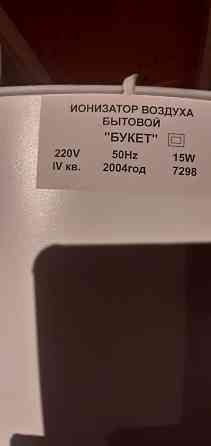 ИОНИЗАТОР ВОЗДУХА
БЫТОВОЙ
"БУКЕТ"
220V 50Hz 15W
IV кв. 2004год 7298